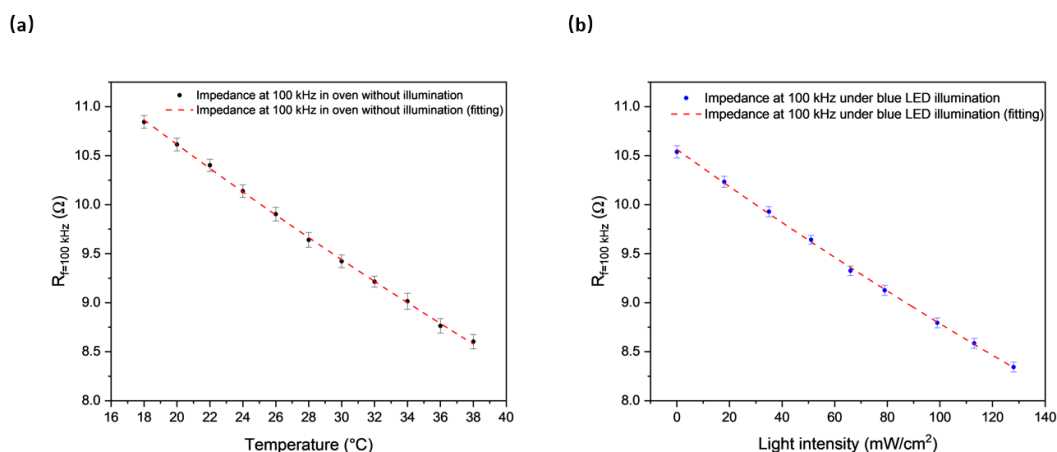 (a)
Impedance at 100 kHz in oven without illumination
Impedance at 100 kHz in oven without illumination (fitting)
11.0
10.5
10.0
9.5
9.0
8.5
8.0
R_f=100 kHz (Ω)
16 18 20 22 24 26 28 30 32 34 36 38 40
Temperature (°C)
(b)
Impedance at 100 kHz under blue LED illumination
Impedance at 100 kHz under blue LED illumination (fitting)
11.0
10.5
10.0
9.5
9.0
8.5
8.0
R_f=100 kHz (Ω)
0 20 40 60 80 100 120 140
Light intensity (mW/cm²)